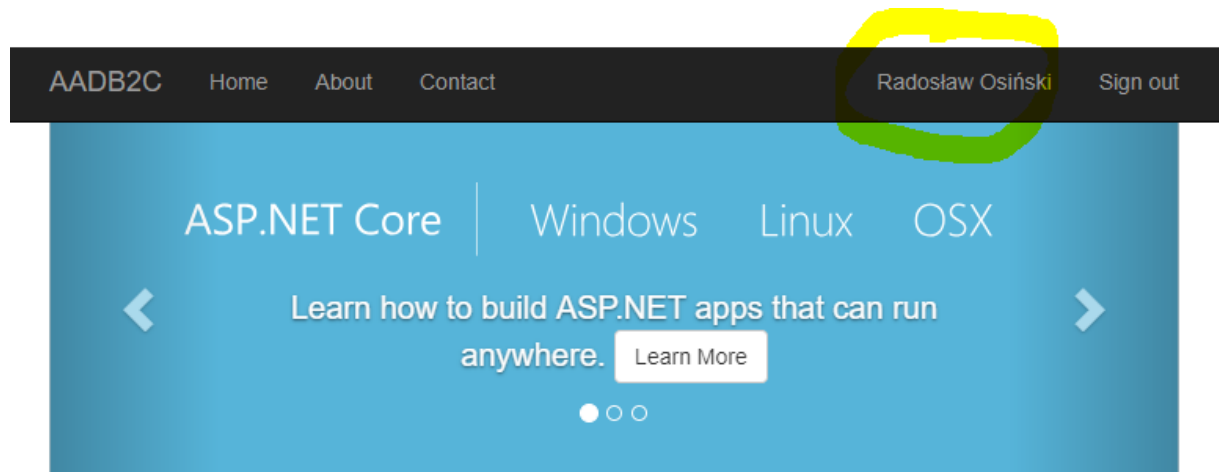 AADB2C Home About Contact Radosław Osiński Sign out
ASP.NET Core Windows Linux OSX
Learn how to build ASP.NET apps that can run
anywhere. Learn More